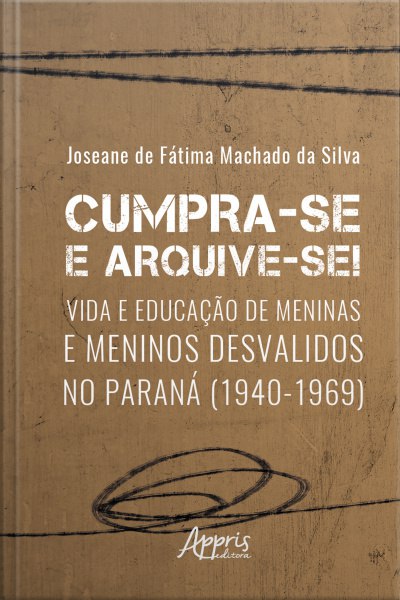 Joseane de Fátima Machado da Silva
CUMPRA-SE
E ARQUIVE-SE!
VIDA E EDUCAÇÃO DE MENINAS
E MENINOS DESVALIDOS
NO PARANÁ (1940-1969)
Appris
editora